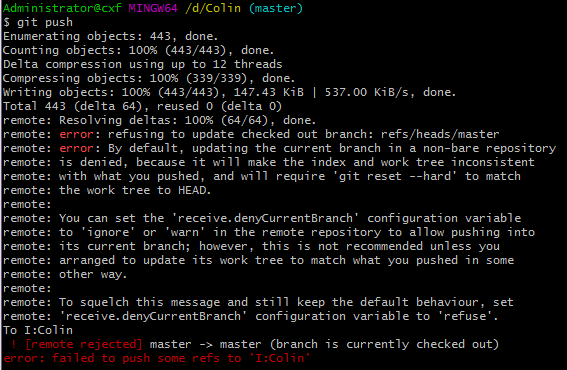 Administrator@cxf MINGW64 /d/Colin (master)
$ git push
Enumerating objects: 443, done.
Counting objects: 100% (443/443), done.
Delta compression using up to 12 threads
Compressing objects: 100% (339/339), done.
Writing objects: 100% (443/443), 147.43 KiB | 537.00 KiB/s, done.
Total 443 (delta 64), reused 0 (delta 0)
remote: Resolving deltas: 100% (64/64), done.
remote: error: refusing to update checked out branch: refs/heads/master
remote: error: By default, updating the current branch in a non-bare repository
remote: is denied, because it will make the index and work tree inconsistent
remote: with what you pushed, and will require 'git reset --hard' to match
remote: the work tree to HEAD.
remote:
remote: You can set the 'receive.denyCurrentBranch' configuration variable
remote: to 'ignore' or 'warn' in the remote repository to allow pushing into
remote: its current branch; however, this is not recommended unless you
remote: arranged to update its work tree to match what you pushed in some
remote: other way.
remote:
remote: To squelch this message and still keep the default behaviour, set
remote: 'receive.denyCurrentBranch' configuration variable to 'refuse'.
To I:Colin
 ! [remote rejected] master -> master (branch is currently checked out)
error: failed to push some refs to 'I:Colin'